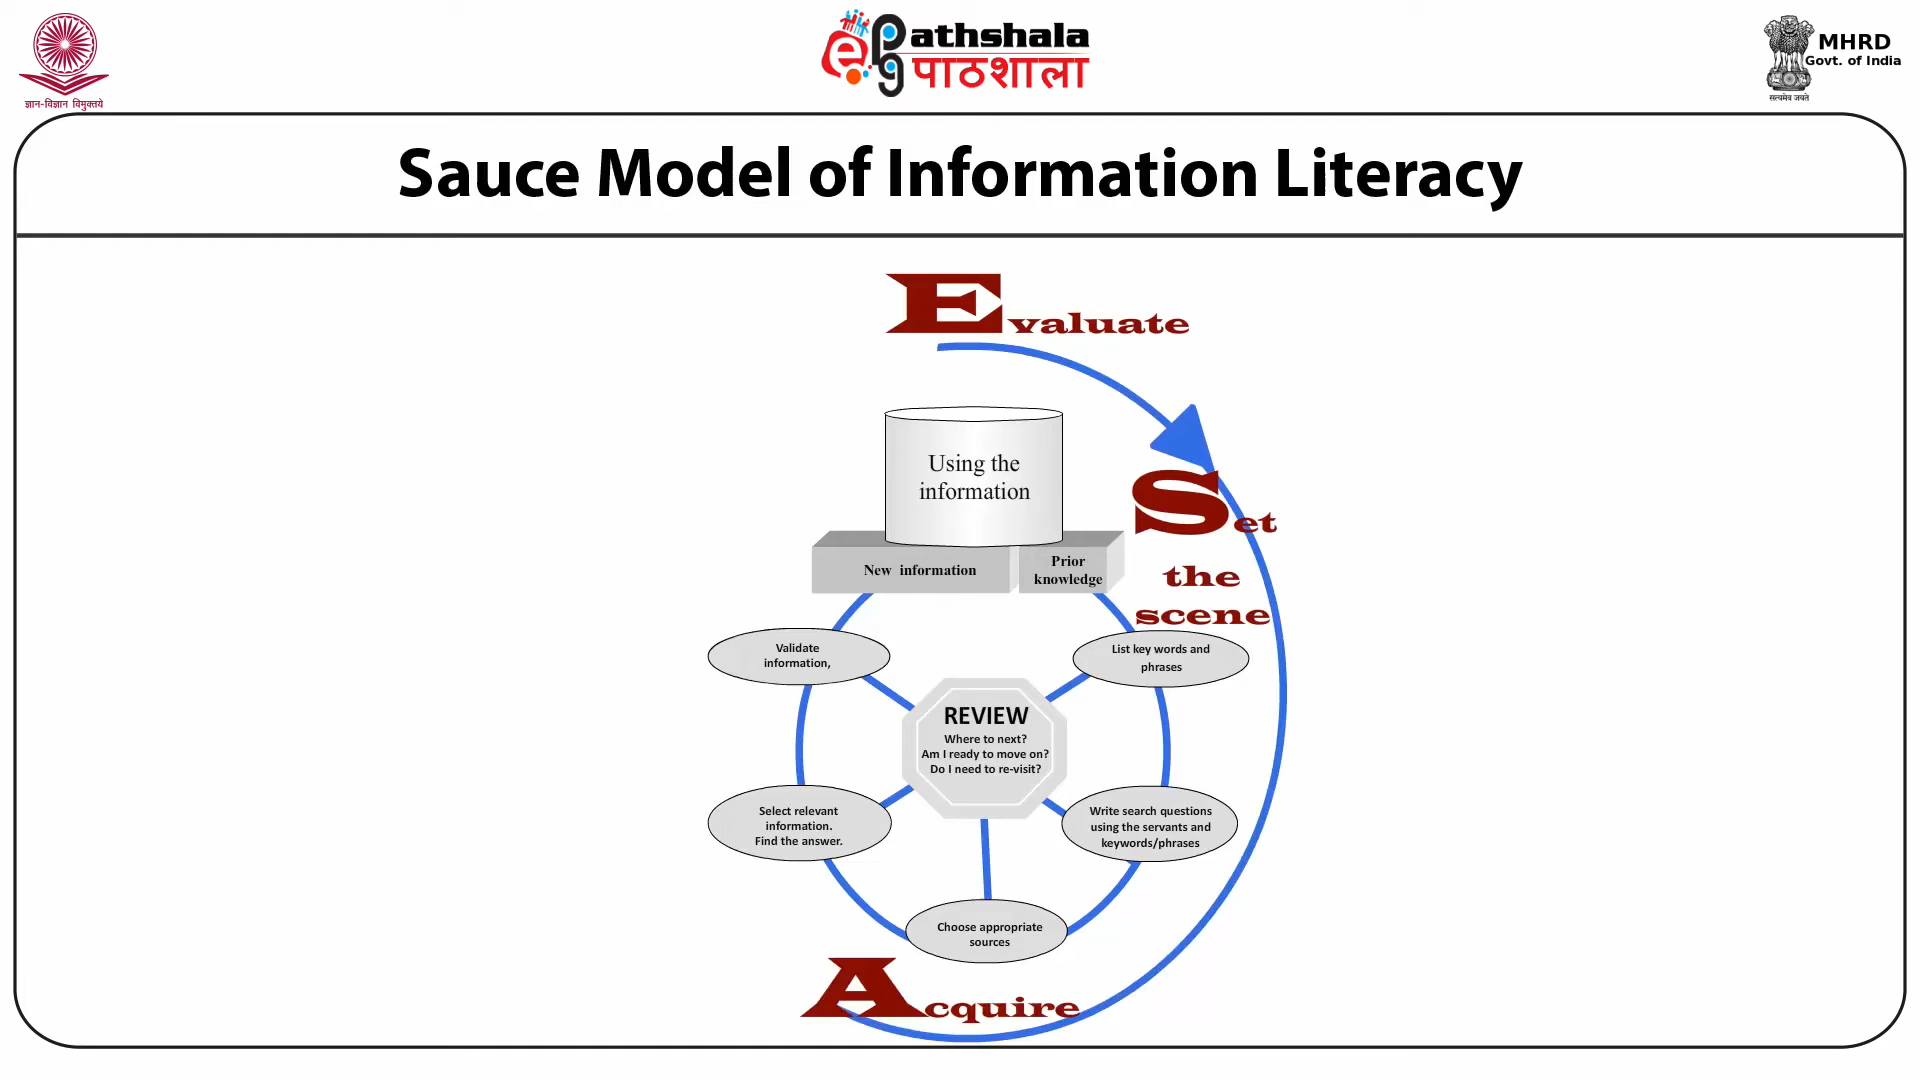 ज्ञान-विज्ञान विमुक्तये
ePathshala
पाठशाला
MHRD
Govt. of India
सत्यमेव जयते
Sauce Model of Information Literacy
Evaluate
Using the
information
New information
Prior
knowledge
Set
the
scene
Validate
information,
List key words and
phrases
REVIEW
Where to next?
Am I ready to move on?
Do I need to re-visit?
Select relevant
information.
Find the answer.
Write search questions
using the servants and
keywords/phrases
Choose appropriate
sources
Acquire